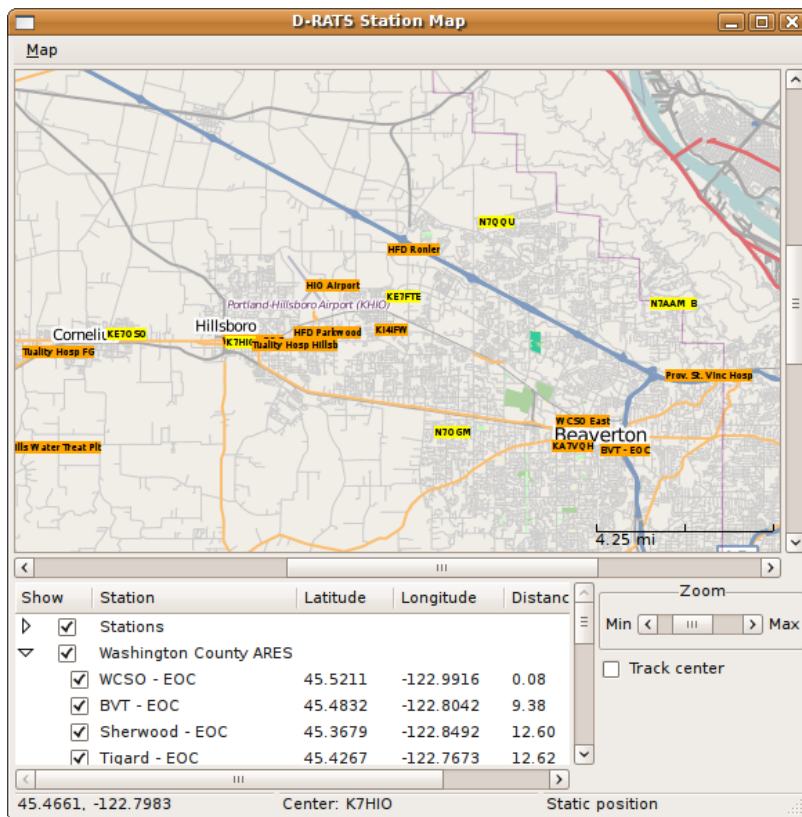 D-RATS Station Map
Map
N7QQU
HFD Ronler
HIO Airport
KE7FTE
Portland-Hillsboro Airport (KHIO)
N7AAM B
Cornelius
KE7OSO
Hillsboro
HFD Parkwood
KI4IFW
K7HIO
Tuality Hosp FG
Tuality Hosp Hillsb
Prov. St. Vinc Hosp
WCSO East
N7OGM
Beaverton
ills Water Treat Plt
KA7VQH
BVT - EOC
4.25 mi
Show Station Latitude Longitude Distanc
Zoom
Stations
Min Max
Washington County ARES
Track center
WCSO - EOC 45.5211 -122.9916 0.08
BVT - EOC 45.4832 -122.8042 9.38
Sherwood - EOC 45.3679 -122.8492 12.60
Tigard - EOC 45.4267 -122.7673 12.62
45.4661, -122.7983 Center: K7HIO Static position